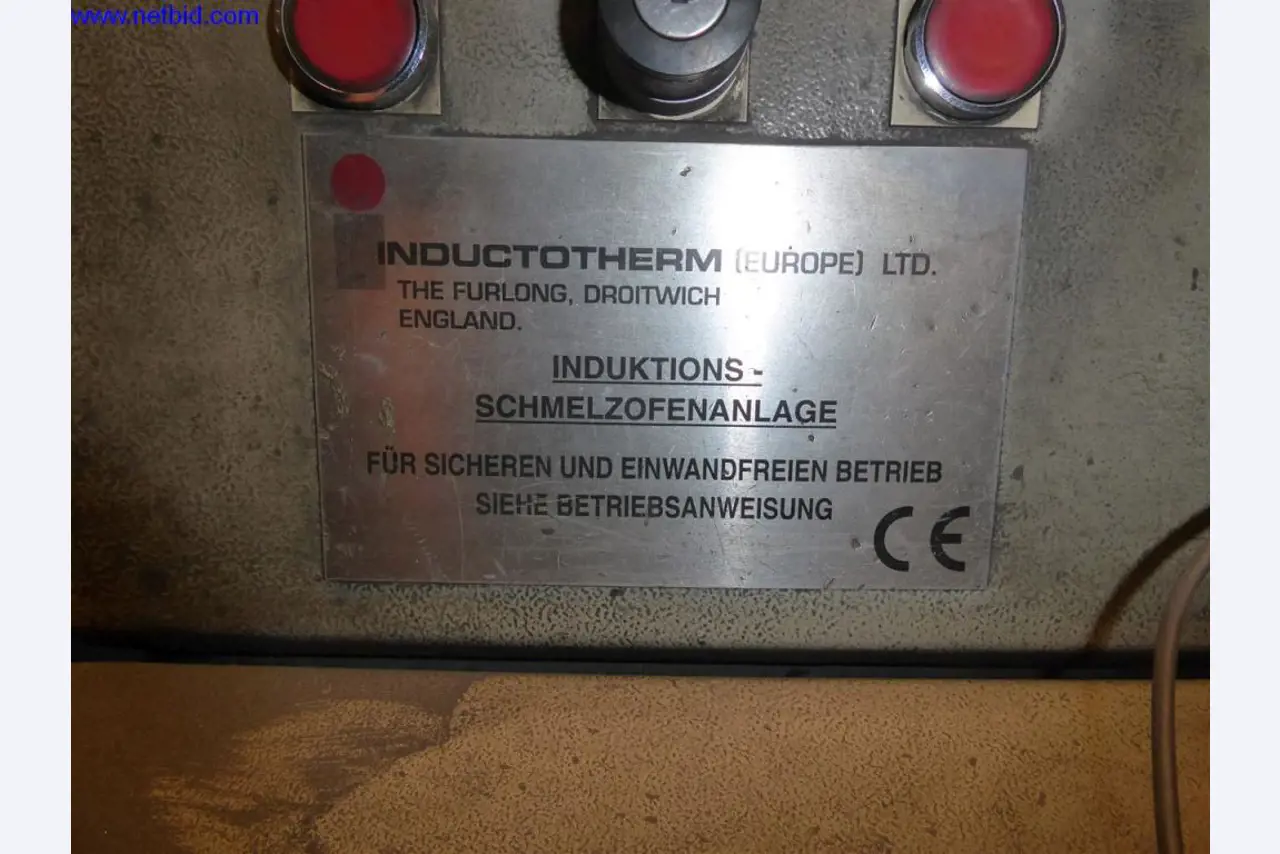 www.netbid.com
INDUCTOTHERM (EUROPE) LTD.
THE FURLONG, DROITWICH
ENGLAND.
INDUKTIONS -
SCHMELZOFENANLAGE
FÜR SICHEREN UND EINWANDFREIEN BETRIEB
SIEHE BETRIEBSANWEISUNG
CE